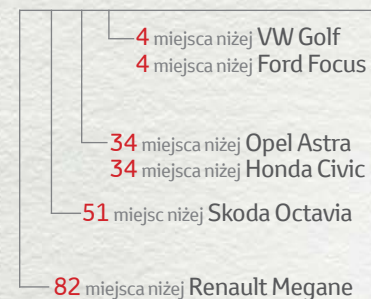 4 miejsca niżej VW Golf
4 miejsca niżej Ford Focus
34 miejsca niżej Opel Astra
34 miejsca niżej Honda Civic
51 miejsc niżej Skoda Octavia
82 miejsca niżej Renault Megane